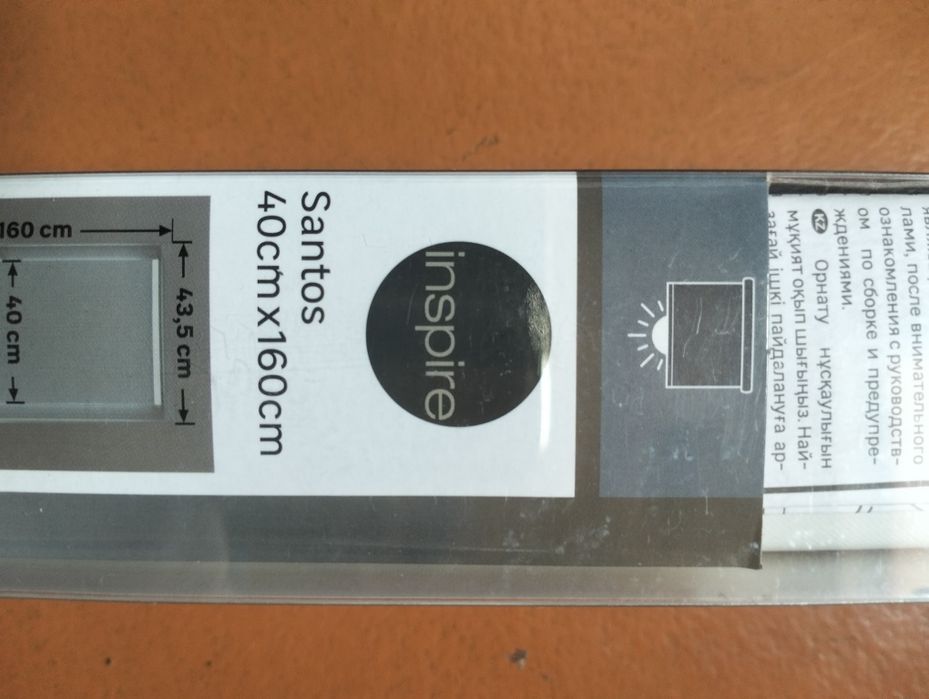 inspire
Santos
40cm x 160cm
160 cm
43,5 cm
40 cm
лами, после внимательного
ознакомления с руководств-
ом по сборке и предупре-
ждениями.
KZ Орнату нұсқаулығын
мұқият оқып шығыңыз. Най-
зағай ішкі пайдалануға ар-